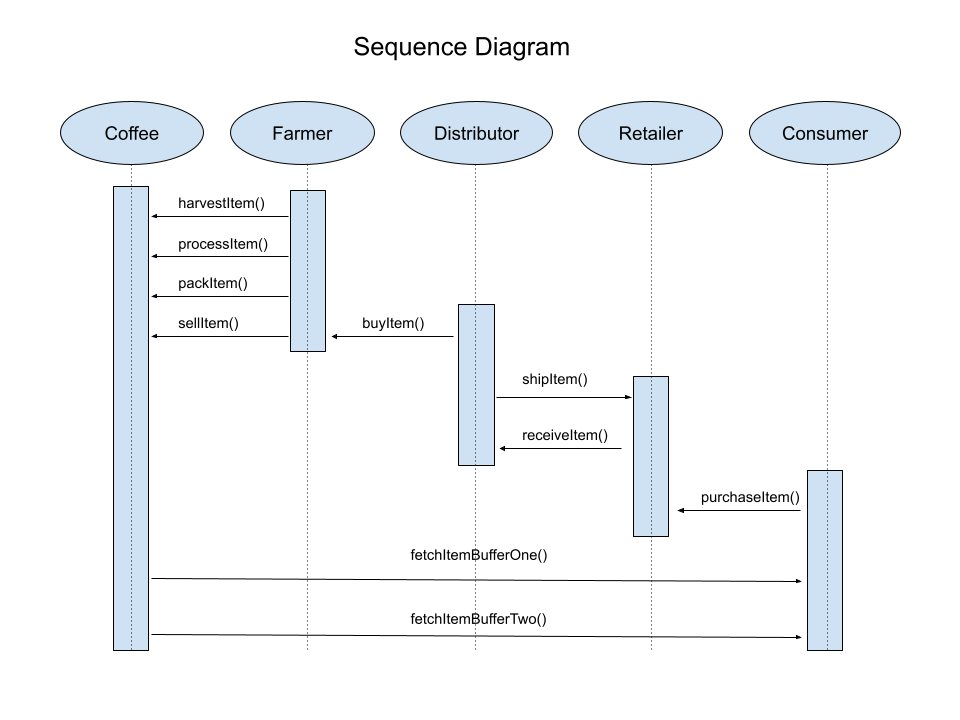 Sequence Diagram
Coffee
Farmer
Distributor
Retailer
Consumer
harvestItem()
processItem()
packItem()
sellItem()
buyItem()
shipItem()
receiveItem()
purchaseItem()
fetchItemBufferOne()
fetchItemBufferTwo()